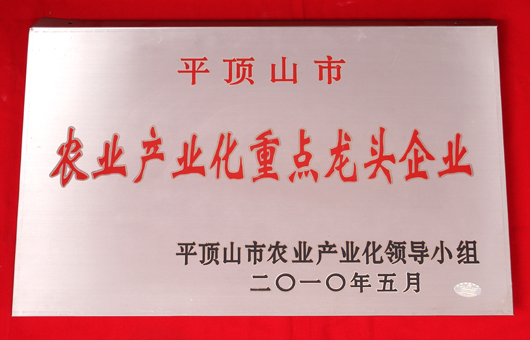 平顶山市
农业产业化重点龙头企业
平顶山市农业产业化领导小组
二〇一〇年五月